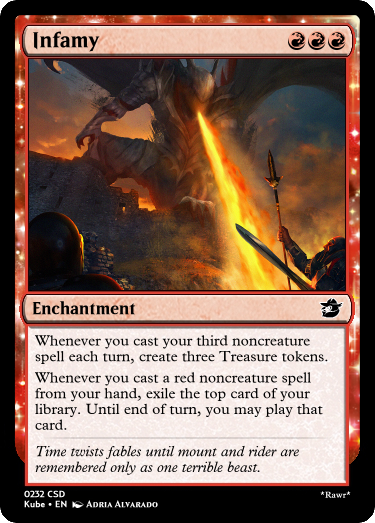 Infamy
Enchantment
Whenever you cast your third noncreature
spell each turn, create three Treasure tokens.
Whenever you cast a red noncreature spell
from your hand, exile the top card of your
library. Until end of turn, you may play that
card.
Time twists fables until mount and rider are
remembered only as one terrible beast.
0232 CSD
Kube • EN Adria Alvarado
*Rawr*